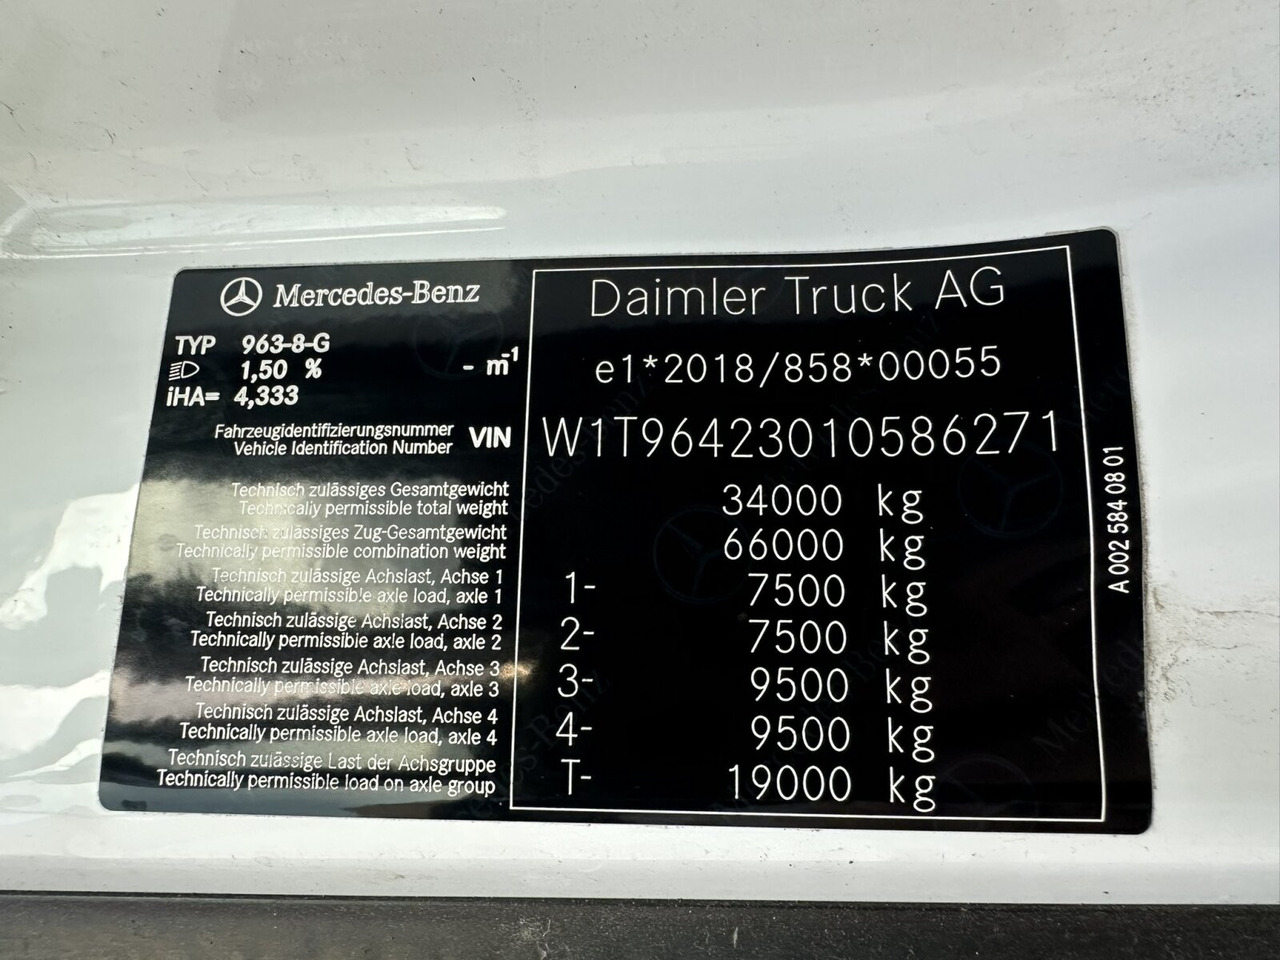 Mercedes-Benz
TYP 963-8-G
1,50 % - m-1
iHA= 4,333
Fahrzeugidentifizierungsnummer
Vehicle Identification Number VIN
Technisch zulässiges Gesamtgewicht
Technically permissible total weight
Technisch zulässiges Zug-Gesamtgewicht
Technically permissible combination weight
Technisch zulässige Achslast, Achse 1
Technically permissible axle load, axle 1
Technisch zulässige Achslast, Achse 2
Technically permissible axle load, axle 2
Technisch zulässige Achslast, Achse 3
Technically permissible axle load, axle 3
Technisch zulässige Achslast, Achse 4
Technically permissible axle load, axle 4
Technisch zulässige Last der Achsgruppe
Technically permissible load on axle group
Daimler Truck AG
e1*2018/858*00055
W1T96423010586271
34000 kg
66000 kg
1- 7500 kg
2- 7500 kg
3- 9500 kg
4- 9500 kg
T- 19000 kg
A 002 584 08 01